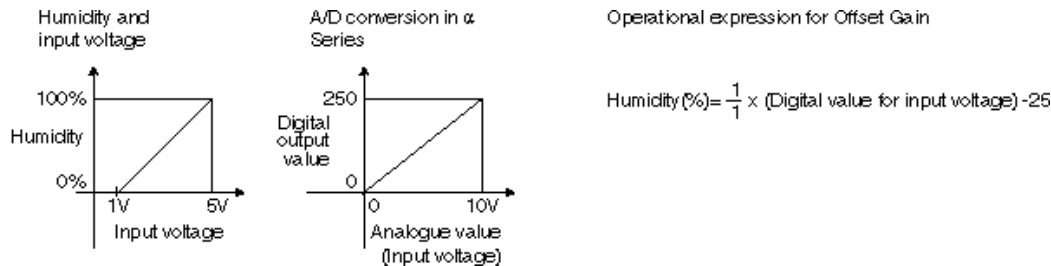 Humidity and
input voltage
100%
Humidity
0%
1V
5V
Input voltage
A/D conversion in α
Series
250
Digital
output
value
0
0
10V
Analogue value
(Input voltage)
Operational expression for Offset Gain
Humidity(%)= 1/1 x (Digital value for input voltage) -25